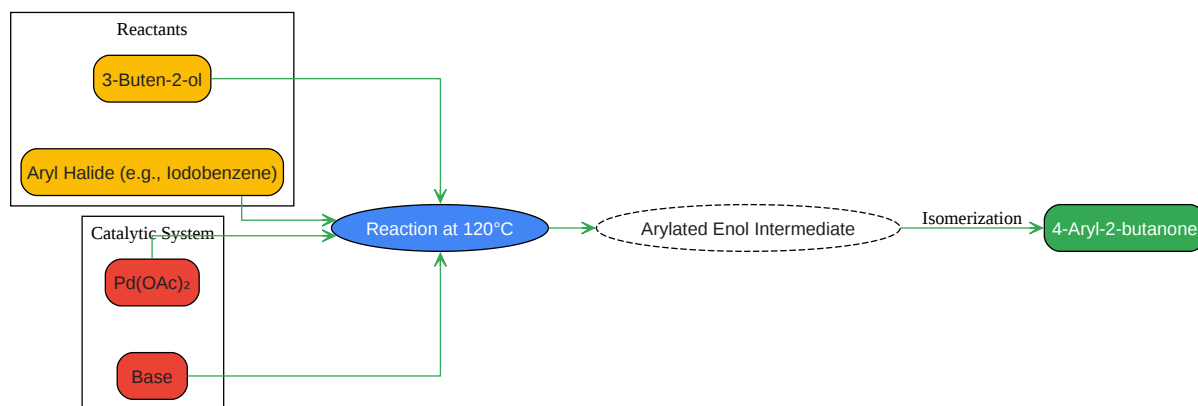 Reactants
3-Buten-2-ol
Aryl Halide (e.g., Iodobenzene)
Catalytic System
Pd(OAc)₂
Base
Reaction at 120°C
Arylated Enol Intermediate
Isomerization
4-Aryl-2-butanone